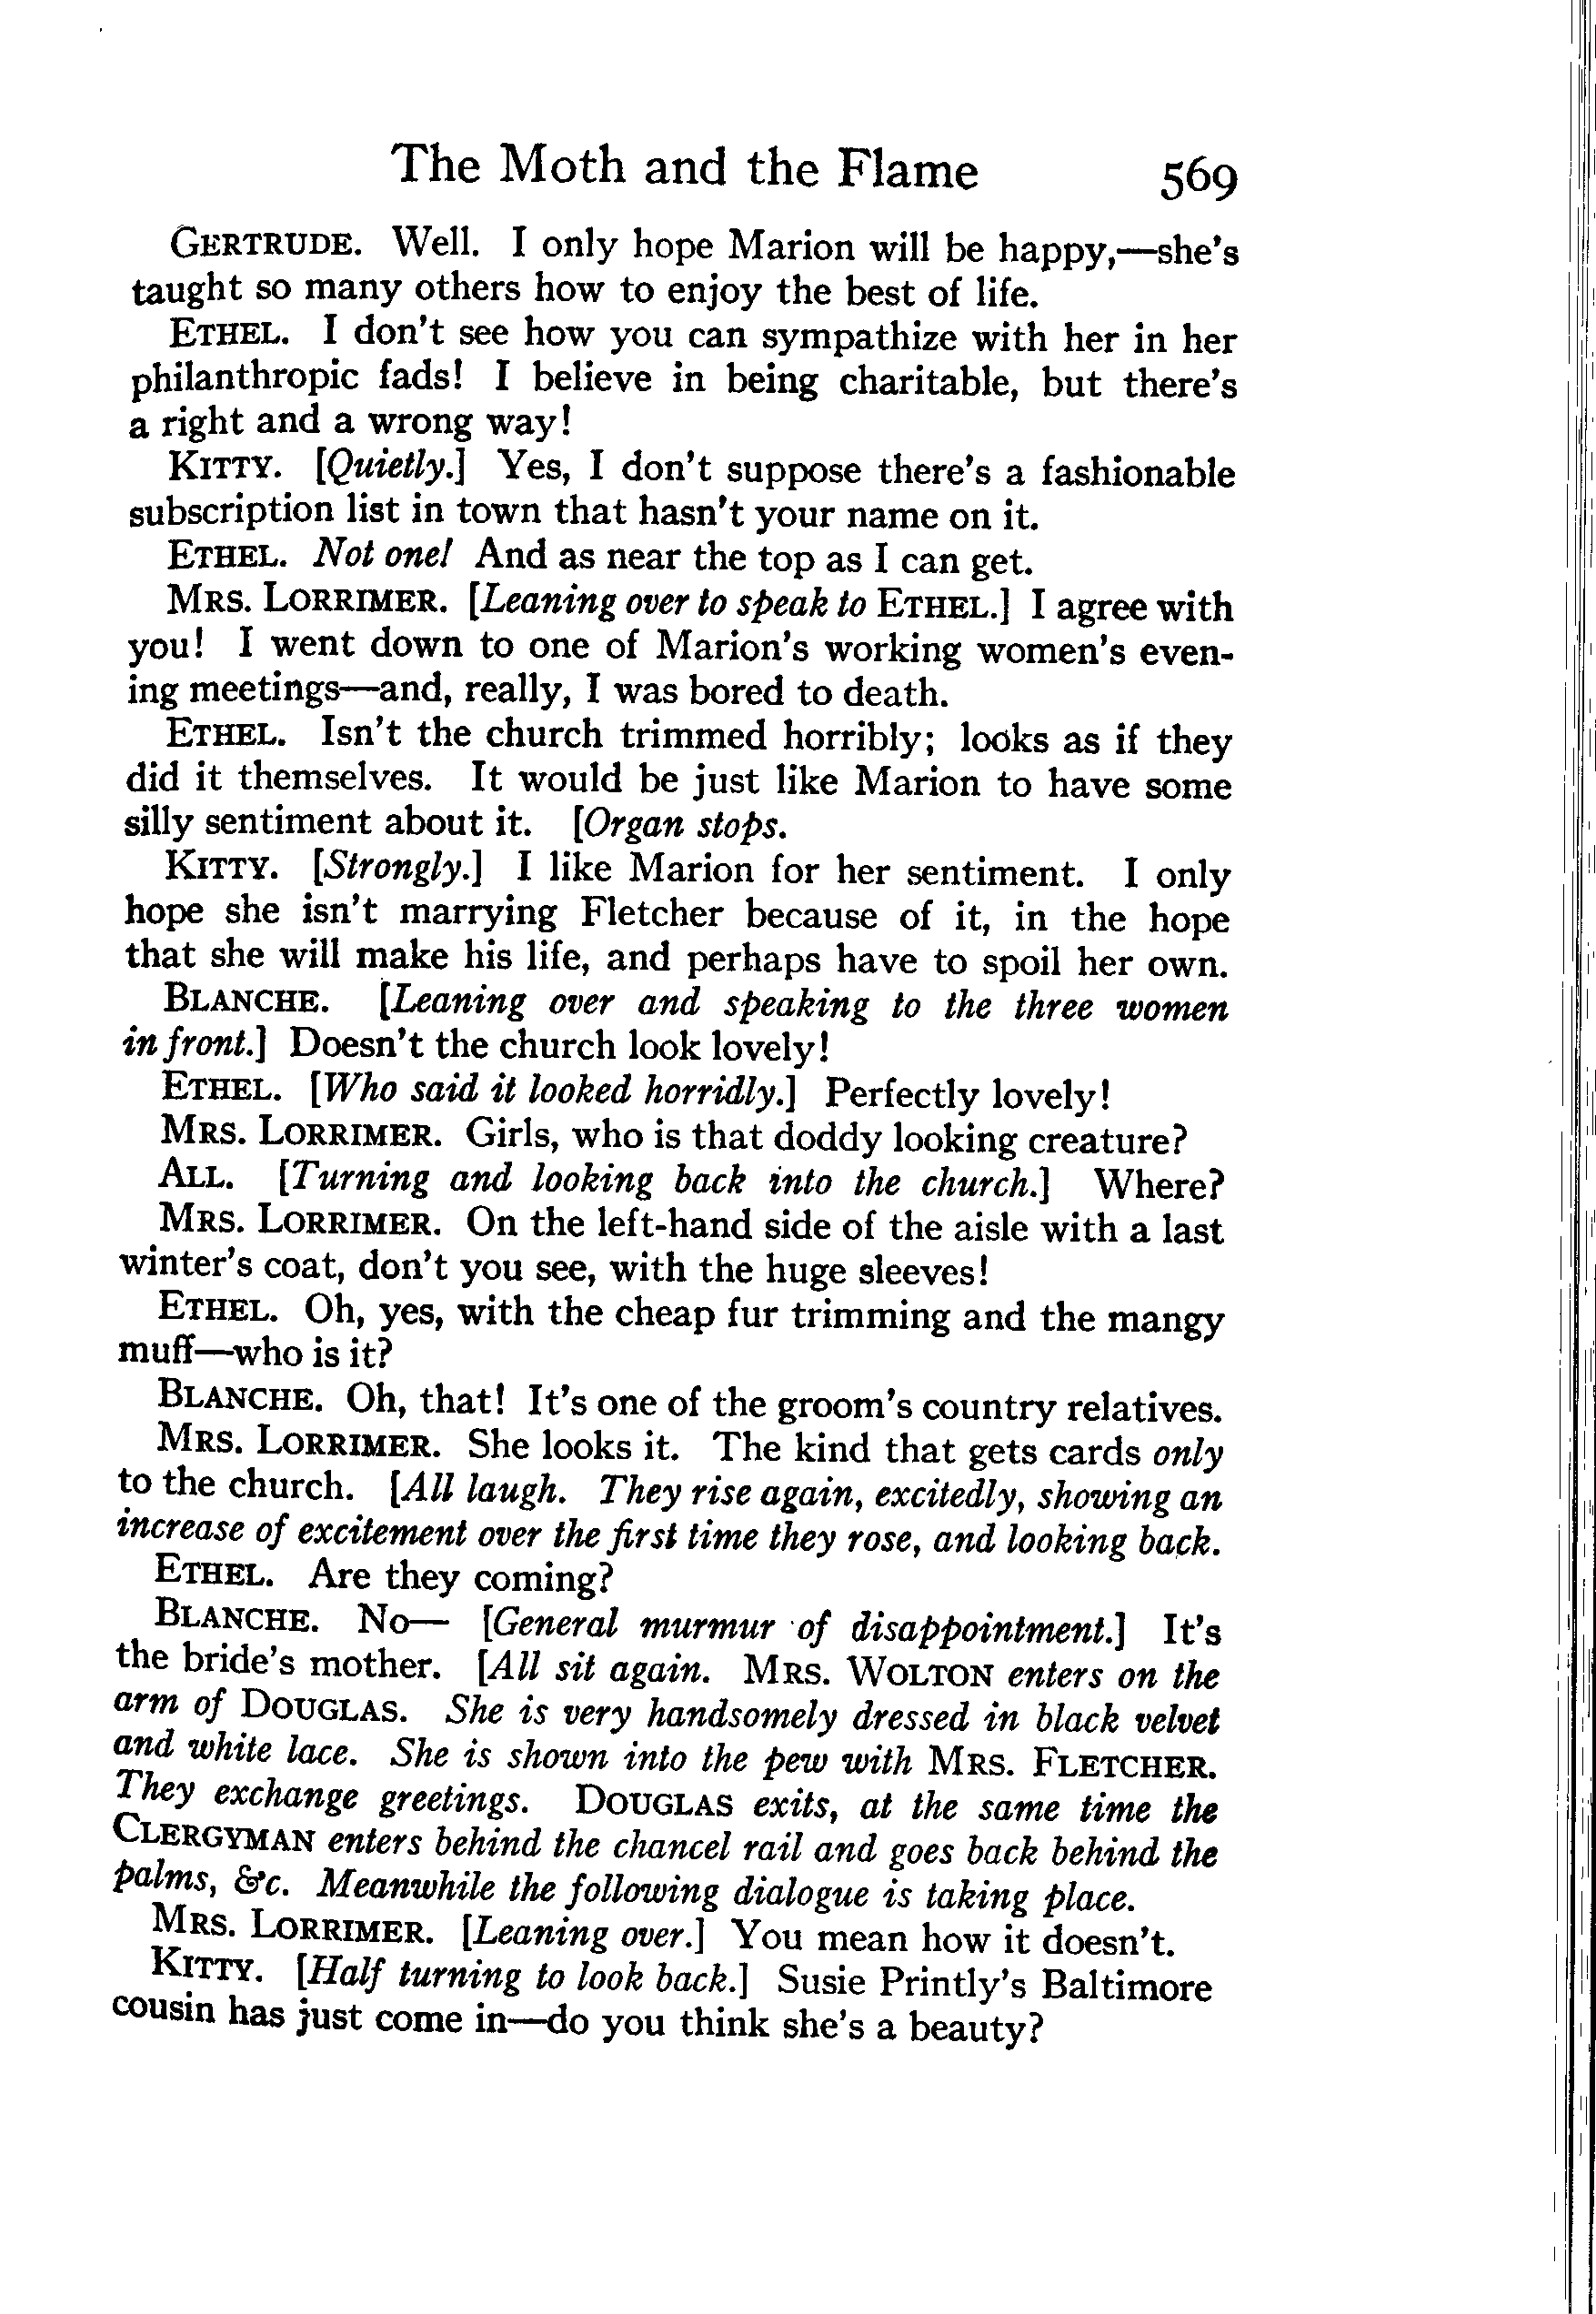 The Moth and the Flame 569
GERTRUDE. Well. I only hope Marion will be happy,—she's
taught so many others how to enjoy the best of life.
ETHEL. I don't see how you can sympathize with her in her
philanthropic fads! I believe in being charitable, but there's
a right and a wrong way!
KITTY. [Quietly.] Yes, I don't suppose there's a fashionable
subscription list in town that hasn't your name on it.
ETHEL. Not one! And as near the top as I can get.
MRS. LORRIMER. [Leaning over to speak to ETHEL.] I agree with
you! I went down to one of Marion's working women's even-
ing meetings—and, really, I was bored to death.
ETHEL. Isn't the church trimmed horribly; looks as if they
did it themselves. It would be just like Marion to have some
silly sentiment about it. [Organ stops.
KITTY. [Strongly.] I like Marion for her sentiment. I only
hope she isn't marrying Fletcher because of it, in the hope
that she will make his life, and perhaps have to spoil her own.
BLANCHE. [Leaning over and speaking to the three women
in front.] Doesn't the church look lovely!
ETHEL. [Who said it looked horridly.] Perfectly lovely!
MRS. LORRIMER. Girls, who is that doddy looking creature?
ALL. [Turning and looking back into the church.] Where?
MRS. LORRIMER. On the left-hand side of the aisle with a last
winter's coat, don't you see, with the huge sleeves!
ETHEL. Oh, yes, with the cheap fur trimming and the mangy
muff—who is it?
BLANCHE. Oh, that! It's one of the groom's country relatives.
MRS. LORRIMER. She looks it. The kind that gets cards only
to the church. [All laugh. They rise again, excitedly, showing an
increase of excitement over the first time they rose, and looking back.
ETHEL. Are they coming?
BLANCHE. No— [General murmur of disappointment.] It's
the bride's mother. [All sit again. MRS. WOLTON enters on the
arm of DOUGLAS. She is very handsomely dressed in black velvet
and white lace. She is shown into the pew with MRS. FLETCHER.
They exchange greetings. DOUGLAS exits, at the same time the
CLERGYMAN enters behind the chancel rail and goes back behind the
palms, &c. Meanwhile the following dialogue is taking place.
MRS. LORRIMER. [Leaning over.] You mean how it doesn't.
KITTY. [Half turning to look back.] Susie Printly's Baltimore
cousin has just come in—do you think she's a beauty?